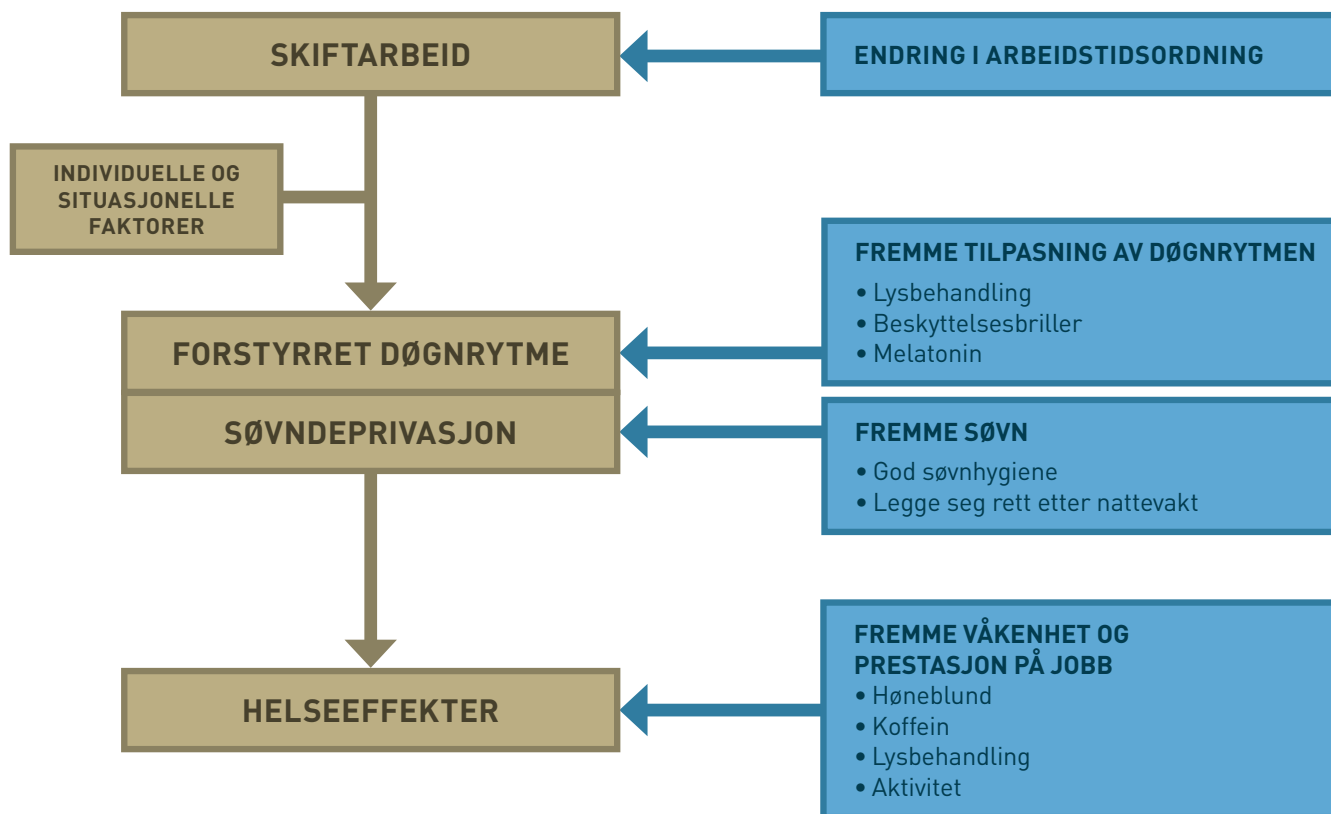 SKIFTARBEID
ENDRING I ARBEIDSTIDSORDNING
INDIVIDUELLE OG
SITUASJONELLE
FAKTORER
FREMME TILPASNING AV DØGNRYTMEN
• Lysbehandling
• Beskyttelsesbriller
• Melatonin
FORSTYRRET DØGNRYTME
SØVNDEPRIVASJON
FREMME SØVN
• God søvnhygiene
• Legge seg rett etter nattevakt
HELSEEFFEKTER
FREMME VÅKENHET OG
PRESTASJON PÅ JOBB
• Høneblund
• Koffein
• Lysbehandling
• Aktivitet